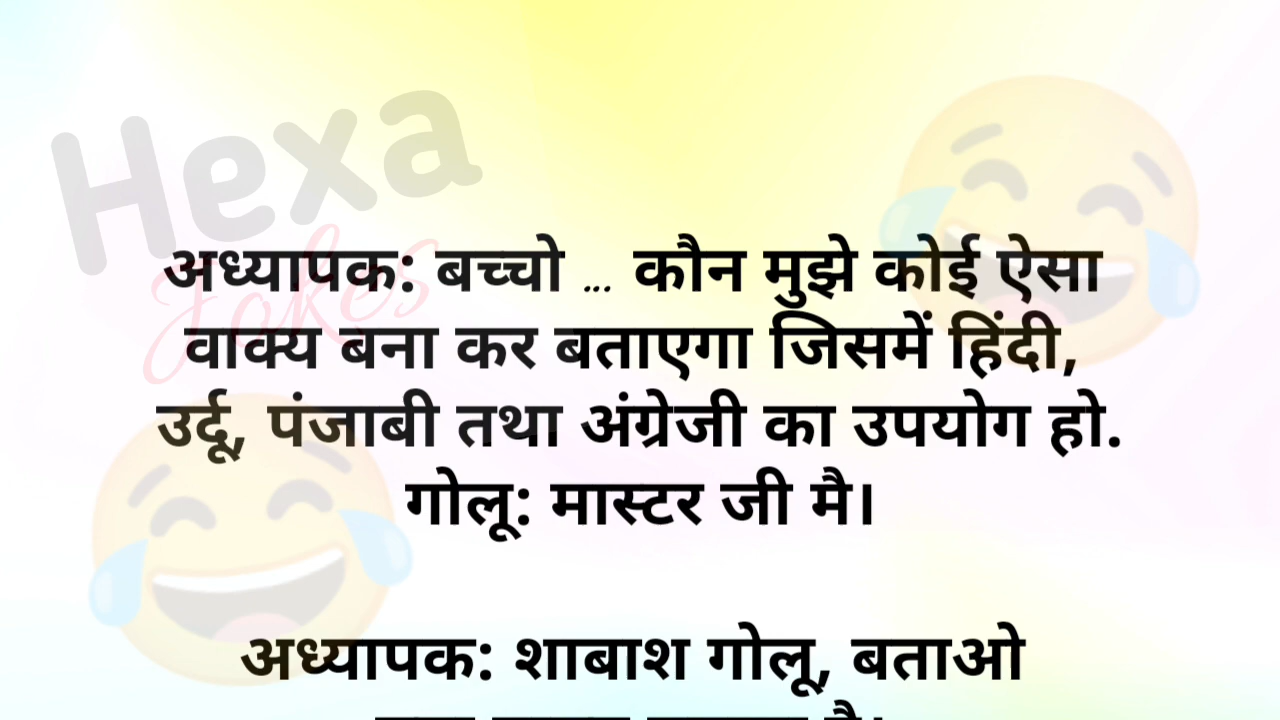 Hexa
Jokes
अध्यापक: बच्चो ... कौन मुझे कोई ऐसा
वाक्य बना कर बताएगा जिसमें हिंदी,
उर्दू, पंजाबी तथा अंग्रेजी का उपयोग हो.
गोलू: मास्टर जी मै।
अध्यापक: शाबाश गोलू, बताओ